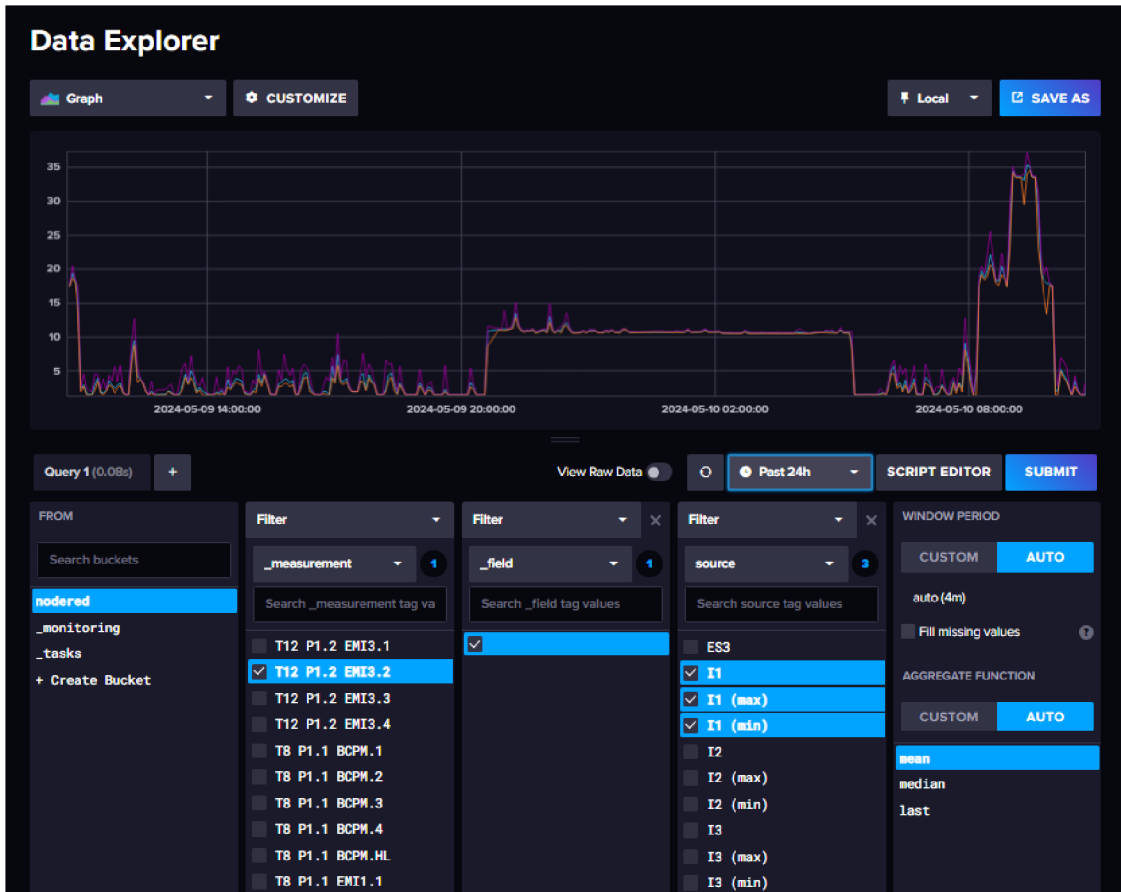 Data Explorer
Graph
CUSTOMIZE
Local
SAVE AS
35
30
25
20
15
10
5
2024-05-09 14:00:00
2024-05-09 20:00:00
2024-05-10 02:00:00
2024-05-10 08:00:00
Query 1 (0.08s)
+
View Raw Data
Past 24h
SCRIPT EDITOR
SUBMIT
FROM
Search buckets
nodered
_monitoring
_tasks
+ Create Bucket
Filter
_measurement
1
Search _measurement tag va
T12 P1.2 EMI3.1
T12 P1.2 EMI3.2
T12 P1.2 EMI3.3
T12 P1.2 EMI3.4
T8 P1.1 BCPM.1
T8 P1.1 BCPM.2
T8 P1.1 BCPM.3
T8 P1.1 BCPM.4
T8 P1.1 BCPM.HL
T8 P1.1 EMI1.1
Filter
_field
1
Search _field tag values
Filter
source
3
Search source tag values
ES3
I1
I1 (max)
I1 (min)
I2
I2 (max)
I2 (min)
I3
I3 (max)
I3 (min)
WINDOW PERIOD
CUSTOM
AUTO
auto (4m)
Fill missing values
?
AGGREGATE FUNCTION
CUSTOM
AUTO
mean
median
last